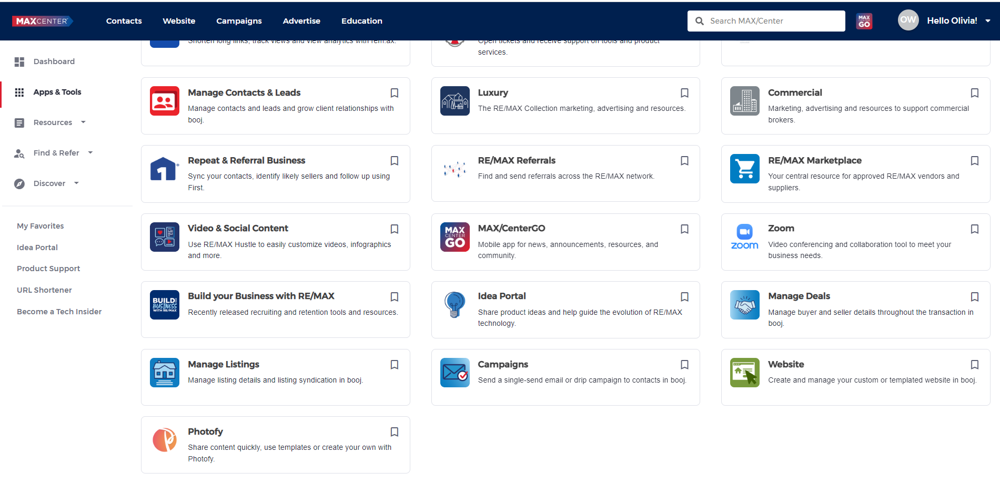 MAXCENTER
Contacts
Website
Campaigns
Advertise
Education
Search MAX/Center
MAX
CENTER
GO
OW
Hello Olivia!
Dashboard
Apps & Tools
Resources
Find & Refer
Discover
My Favorites
Idea Portal
Product Support
URL Shortener
Become a Tech Insider
Shorten long links, track views and view analytics with rem.ax.
Open tickets and receive support on tools and product
services.
Manage Contacts & Leads
Manage contacts and leads and grow client relationships with
booj.
Luxury
The RE/MAX Collection marketing, advertising and resources.
Commercial
Marketing, advertising and resources to support commercial
brokers.
1
®
Repeat & Referral Business
Sync your contacts, identify likely sellers and follow up using
First.
RE/MAX Referrals
Find and send referrals across the RE/MAX network.
RE/MAX Marketplace
Your central resource for approved RE/MAX vendors and
suppliers.
Video & Social Content
Use RE/MAX Hustle to easily customize videos, infographics
and more.
MAX
CENTER
GO
MAX/CenterGO
Mobile app for news, announcements, resources, and
community.
zoom
Zoom
Video conferencing and collaboration tool to meet your
business needs.
BUILD
BUSINESS
WITH RE/MAX
Build your Business with RE/MAX
Recently released recruiting and retention tools and resources.
Idea Portal
Share product ideas and help guide the evolution of RE/MAX
technology.
Manage Deals
Manage buyer and seller details throughout the transaction in
booj.
Manage Listings
Manage listing details and listing syndication in booj.
Campaigns
Send a single-send email or drip campaign to contacts in booj.
Website
Create and manage your custom or templated website in booj.
Photofy
Share content quickly, use templates or create your own with
Photofy.